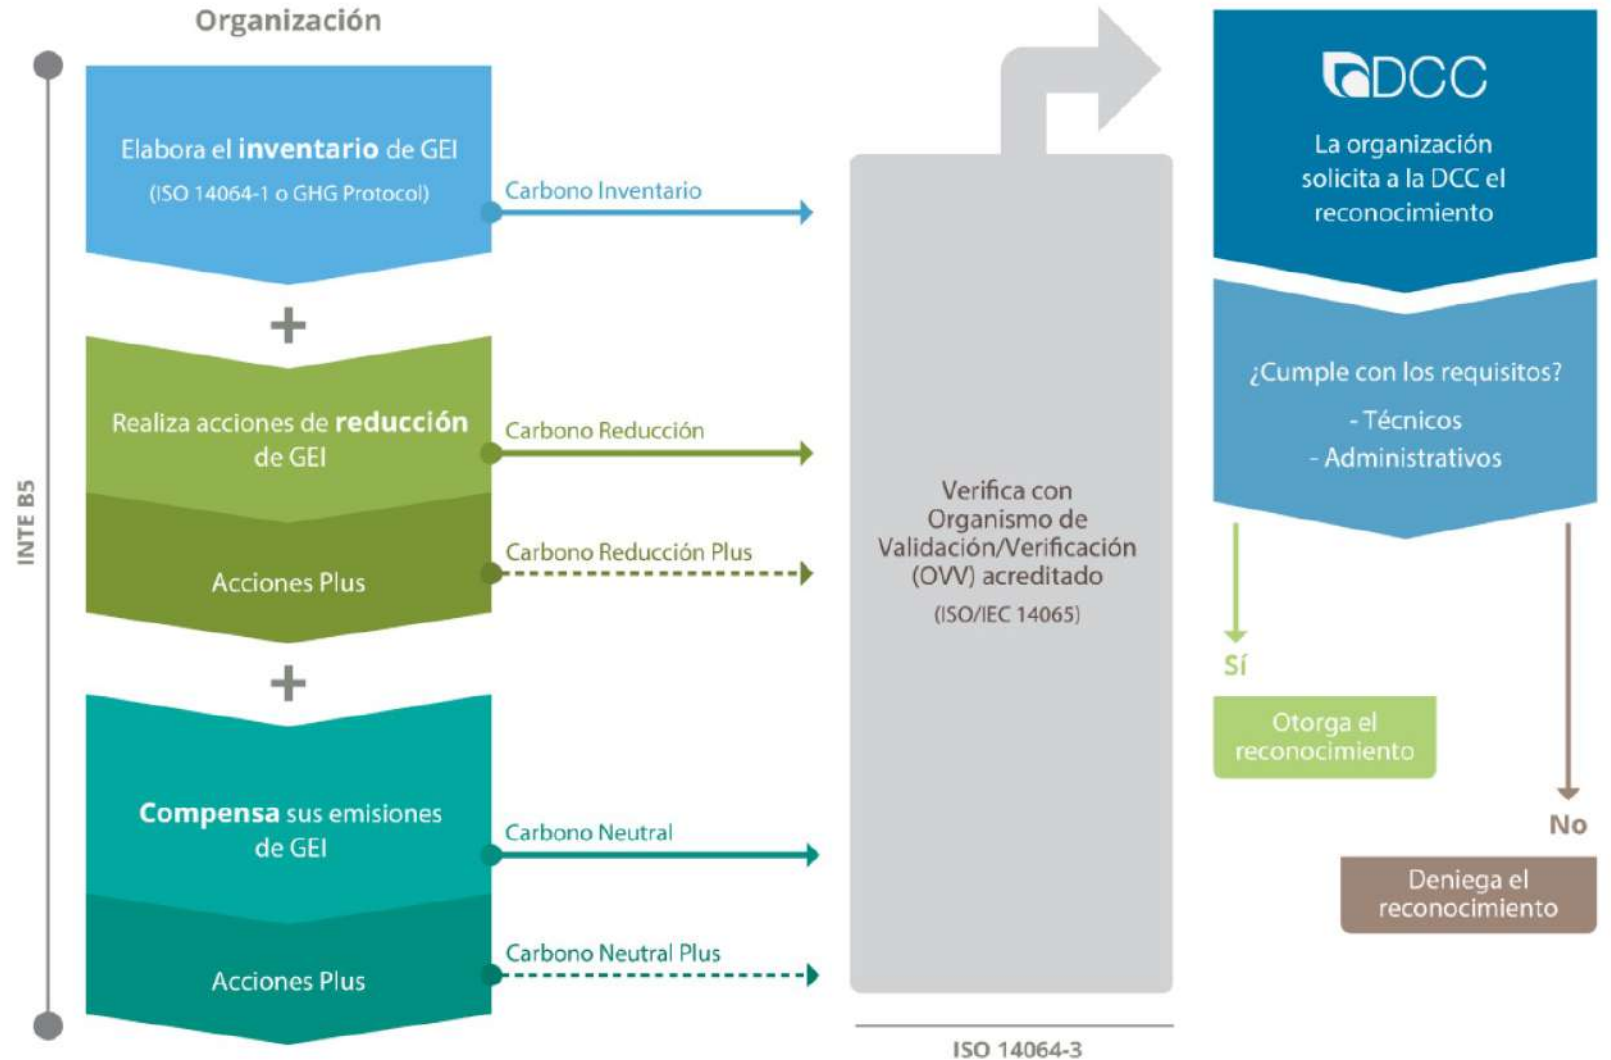 Organización
INTE B5
Elabora el inventario de GEI
(ISO 14064-1 o GHG Protocol)
Carbono Inventario
+
Realiza acciones de reducción
de GEI
Carbono Reducción
Acciones Plus
Carbono Reducción Plus
+
Compensa sus emisiones
de GEI
Carbono Neutral
Acciones Plus
Carbono Neutral Plus
Verifica con
Organismo de
Validación/Verificación
(OVV) acreditado
(ISO/IEC 14065)
ISO 14064-3
DCC
La organización
solicita a la DCC el
reconocimiento
¿Cumple con los requisitos?
- Técnicos
- Administrativos
Sí
Otorga el
reconocimiento
No
Deniega el
reconocimiento